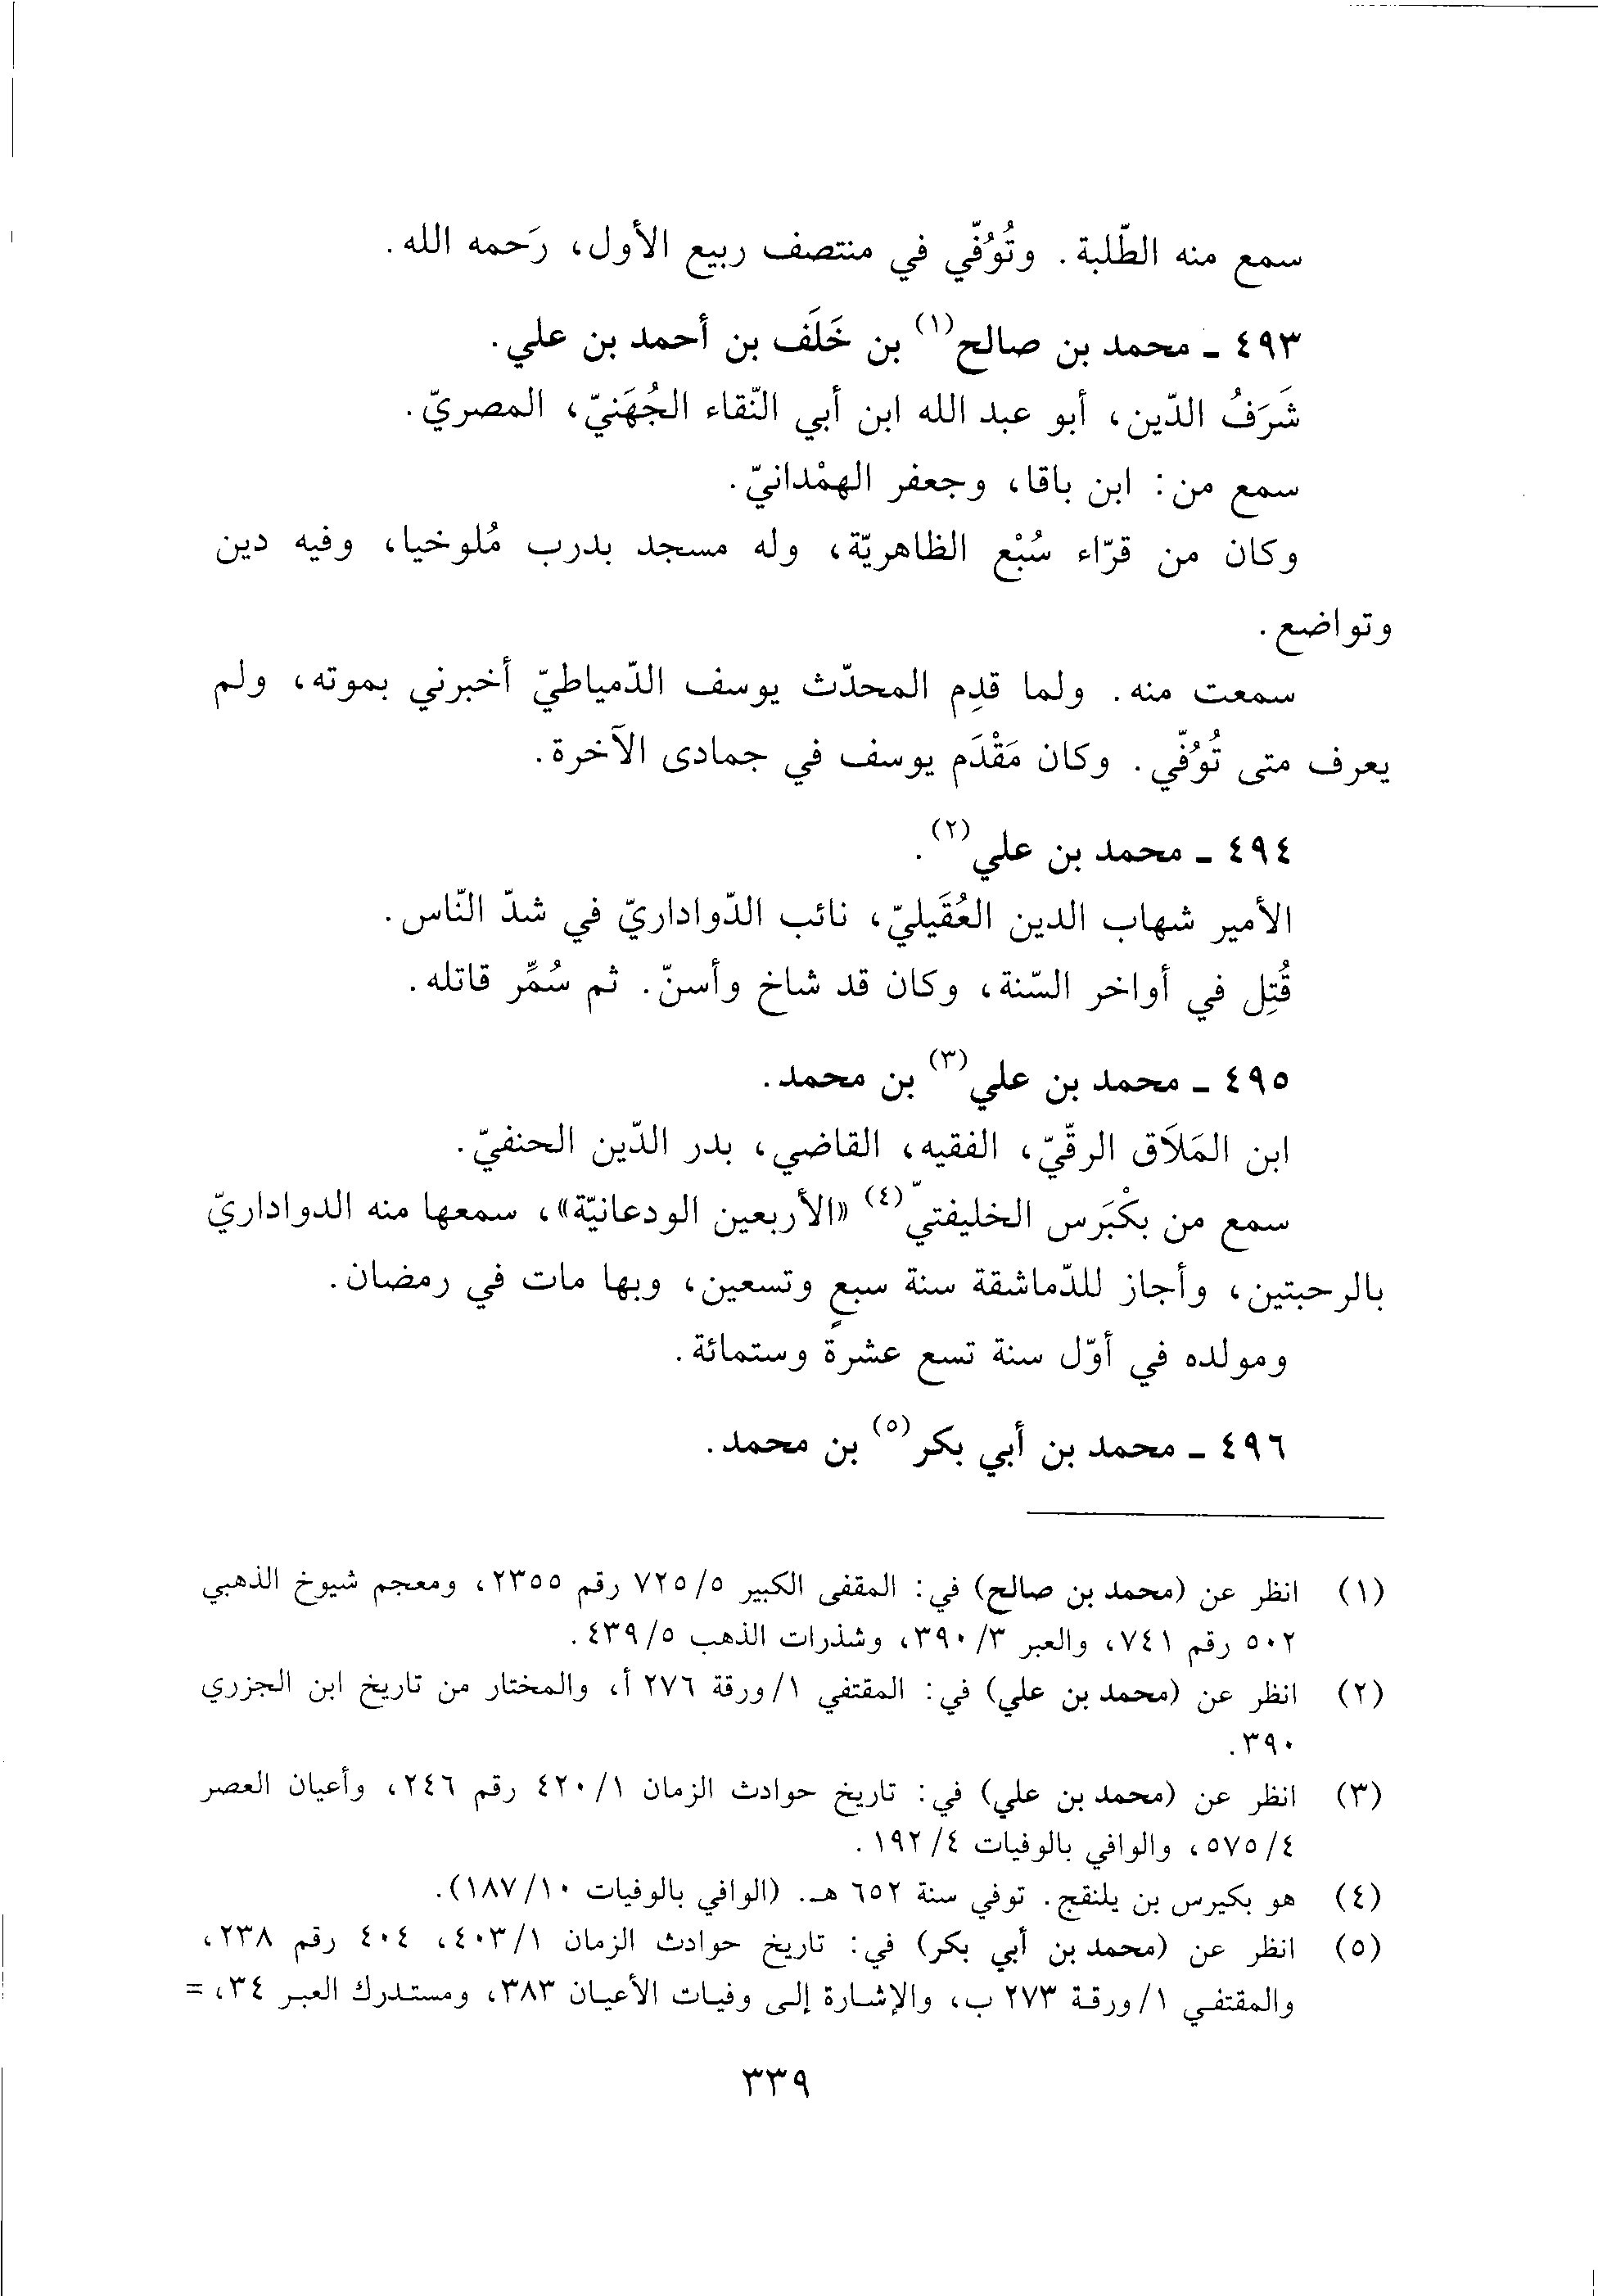 سمع منه الطّلبة. وتُوُفّي في منتصف ربيع الأول، رَحمه الله.
٤٩٣ ـ محمد بن صالح(١) بن خَلَف بن أحمد بن علي.
شَرَفُ الدّين، أبو عبد الله ابن أبي النّقاء الجُهَنيّ، المصريّ.
سمع من: ابن باقا، وجعفر الهمْدانيّ.
وكان من قرّاء سُبْع الظاهريّة، وله مسجد بدرب مُلوخيا، وفيه دين
وتواضع.
سمعت منه. ولما قدِم المحدّث يوسف الدّمياطيّ أخبرني بموته، ولم
يعرف متى تُوُفّي. وكان مَقْدَم يوسف في جمادى الآخرة.
٤٩٤ ـ محمد بن علي(٢).
الأمير شهاب الدين العُقَيليّ، نائب الدّواداريّ في شدّ النّاس.
قُتِل في أواخر السّنة، وكان قد شاخ وأسنّ. ثم سُمِّر قاتله.
٤٩٥ ـ محمد بن علي(٣) بن محمد.
ابن المَلاَق الرقّيّ، الفقيه، القاضي، بدر الدّين الحنفيّ.
سمع من بكْبَرس الخليفتيّ(٤) «الأربعين الودعانيّة»، سمعها منه الدواداريّ
بالرحبتين، وأجاز للدّماشقة سنة سبعٍ وتسعين، وبها مات في رمضان.
ومولده في أوّل سنة تسع عشرة وستمائة.
٤٩٦ ـ محمد بن أبي بكر(٥) بن محمد.
(١) انظر عن (محمد بن صالح) في: المقفى الكبير ٧٢٥/٥ رقم ٢٣٥٥، ومعجم شيوخ الذهبي
٥٠٢ رقم ٧٤١، والعبر ٣٩٠/٣، وشذرات الذهب ٤٣٩/٥.
(٢) انظر عن (محمد بن علي) في: المقتفي ١/ورقة ٢٧٦ أ، والمختار من تاريخ ابن الجزري
٣٩٠.
(٣) انظر عن (محمد بن علي) في: تاريخ حوادث الزمان ٤٢٠/١ رقم ٢٤٦، وأعيان العصر
٥٧٥/٤، والوافي بالوفيات ١٩٢/٤.
(٤) هو بكبرس بن يلنقج. توفي سنة ٦٥٢ هـ. (الوافي بالوفيات ١٨٧/١٠).
(٥) انظر عن (محمد بن أبي بكر) في: تاريخ حوادث الزمان ٤٠٣/١، ٤٠٤ رقم ٢٣٨،
والمقتفي ١/ورقة ٢٧٣ ب، والإشارة إلى وفيات الأعيان ٣٨٣، ومستدرك العبر ٣٤، =
٣٣٩